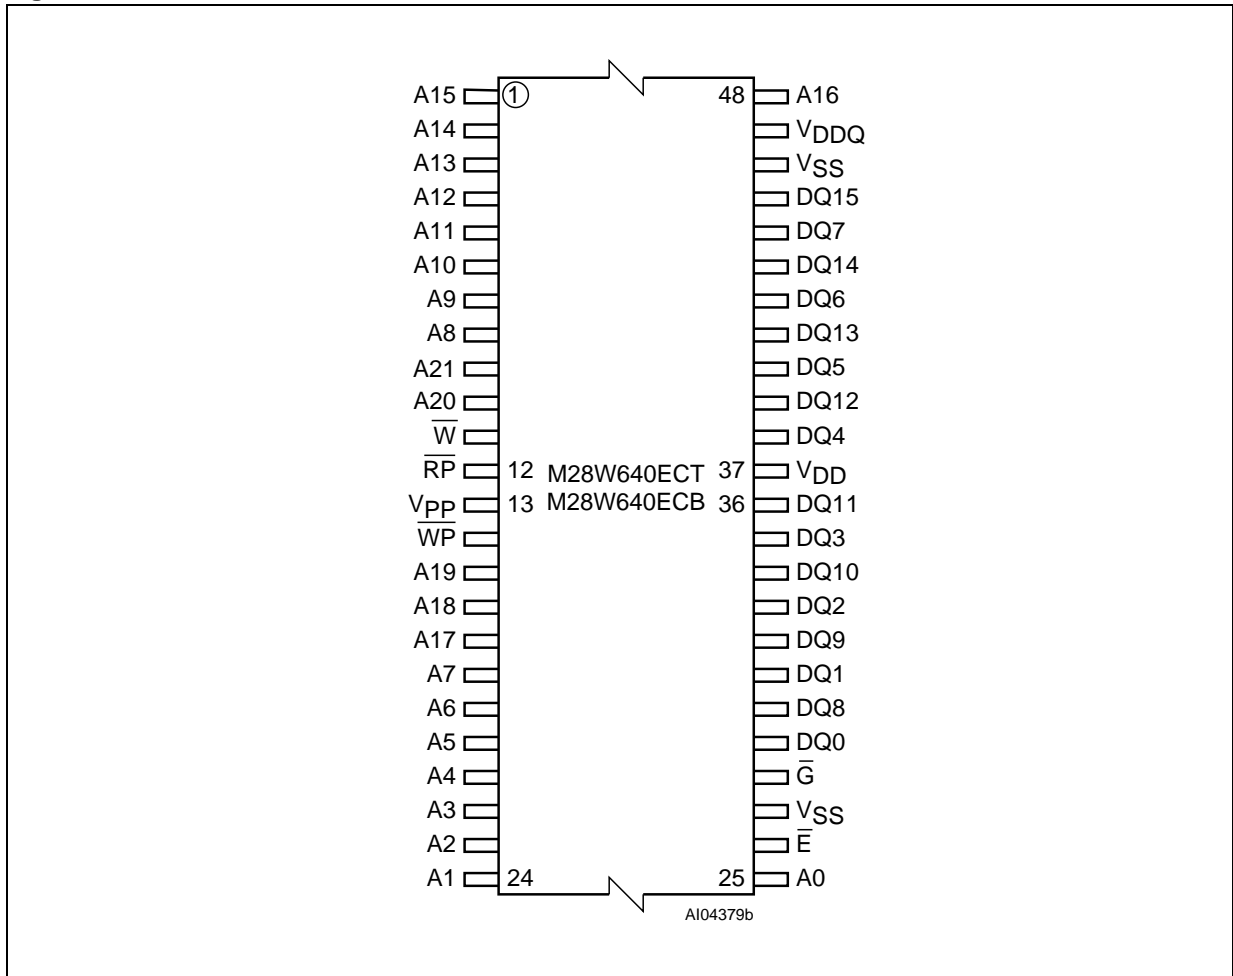 A15 1 48 A16
A14 VDDQ
A13 VSS
A12 DQ15
A11 DQ7
A10 DQ14
A9 DQ6
A8 DQ13
A21 DQ5
A20 DQ12
W̅ DQ4
R̅P̅ 12 M28W640ECT 37 VDD
VPP 13 M28W640ECB 36 DQ11
W̅P̅ DQ3
A19 DQ10
A18 DQ2
A17 DQ9
A7 DQ1
A6 DQ8
A5 DQ0
A4 G̅
A3 VSS
A2 E̅
A1 24 25 A0
AI04379b